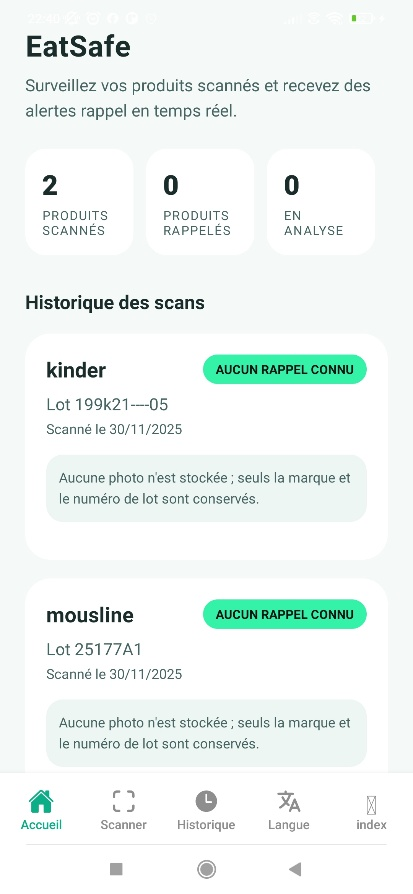 EatSafe
Surveillez vos produits scannés et recevez des
alertes rappel en temps réel.
2
PRODUITS
SCANNÉS
0
PRODUITS
RAPPELÉS
0
EN
ANALYSE
Historique des scans
kinder
AUCUN RAPPEL CONNU
Lot 199k21----05
Scanné le 30/11/2025
Aucune photo n'est stockée ; seuls la marque et
le numéro de lot sont conservés.
mousline
AUCUN RAPPEL CONNU
Lot 25177A1
Scanné le 30/11/2025
Aucune photo n'est stockée ; seuls la marque et
le numéro de lot sont conservés.
Accueil
Scanner
Historique
Langue
index